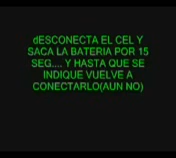 dESCONECTA EL CEL Y
SACA LA BATERIA POR 15
SEG.... Y HASTA QUE SE
INDIQUE VUELVE A
CONECTARLO(AUN NO)